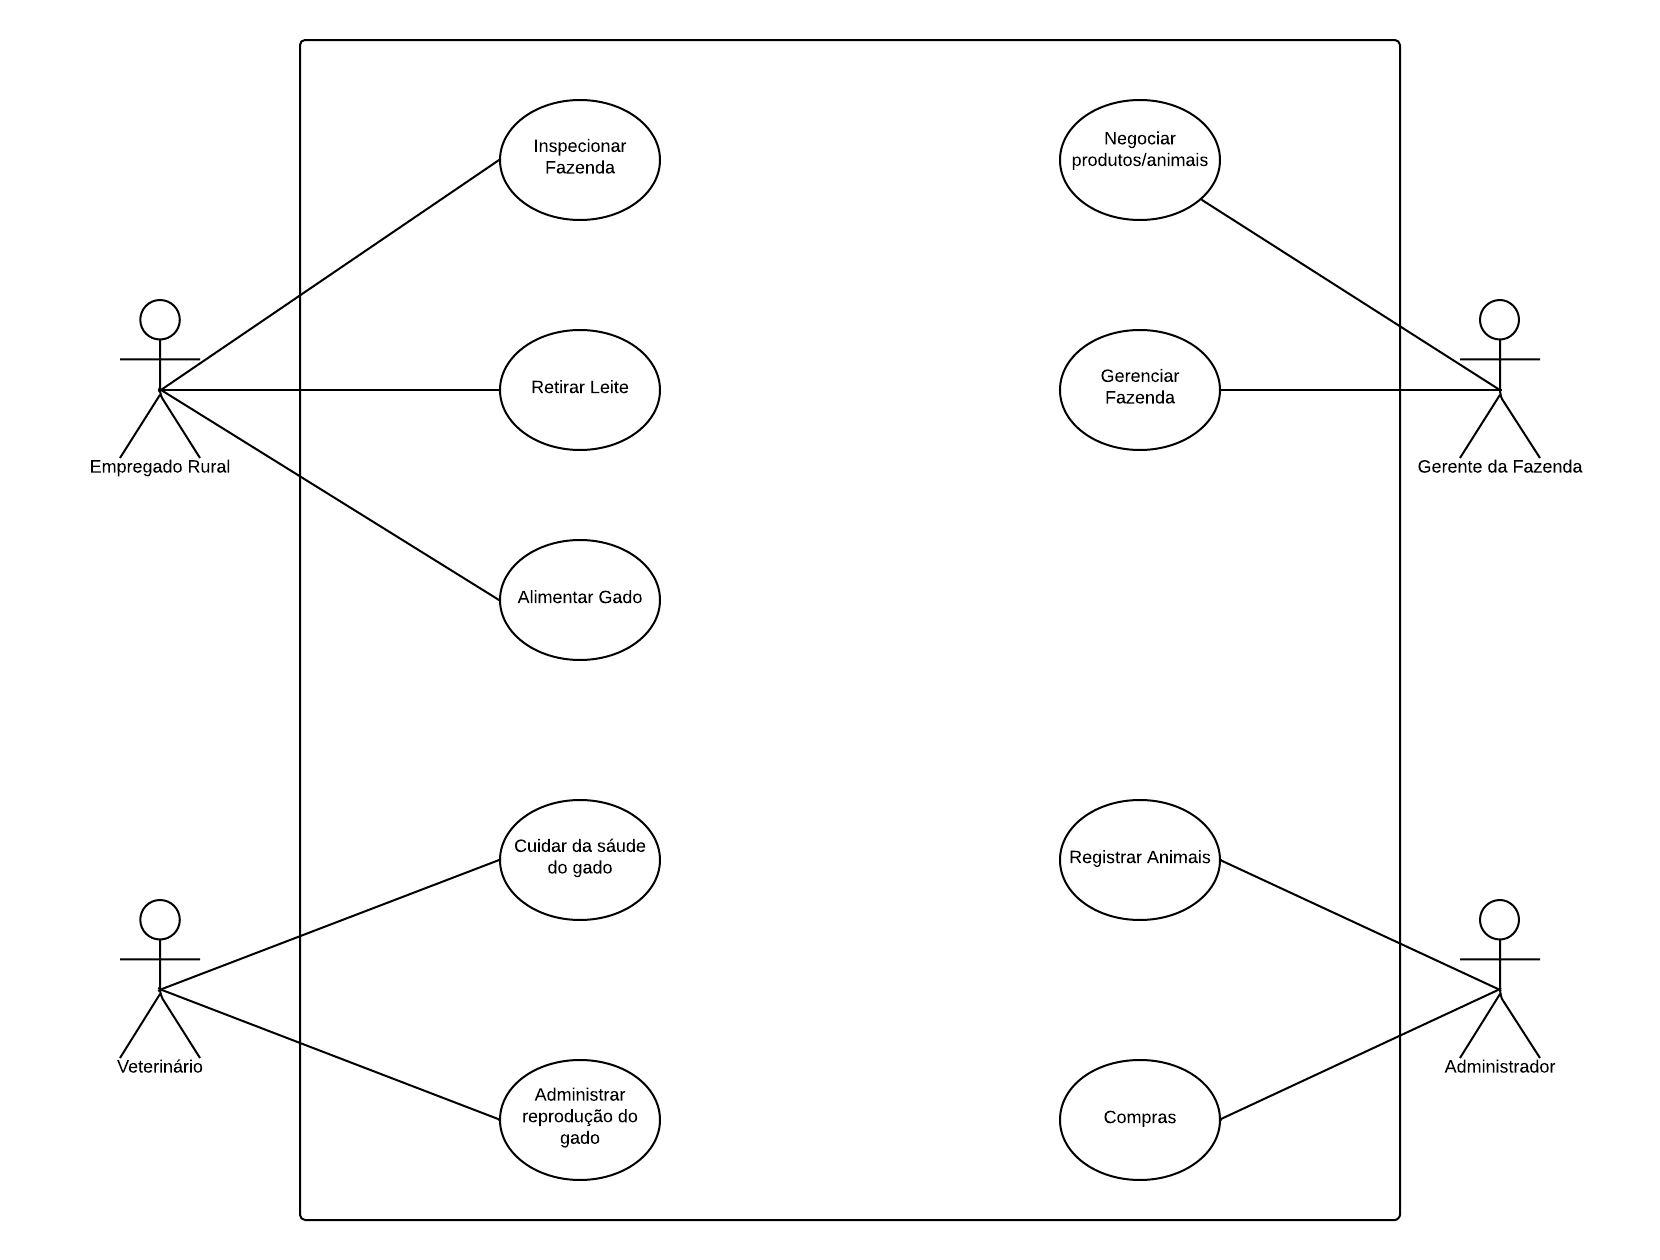 Inspecionar
Fazenda
Negociar
produtos/animais
Retirar Leite
Gerenciar
Fazenda
Empregado Rural
Gerente da Fazenda
Alimentar Gado
Cuidar da sáude
do gado
Registrar Animais
Veterinário
Administrador
Administrar
reprodução do
gado
Compras